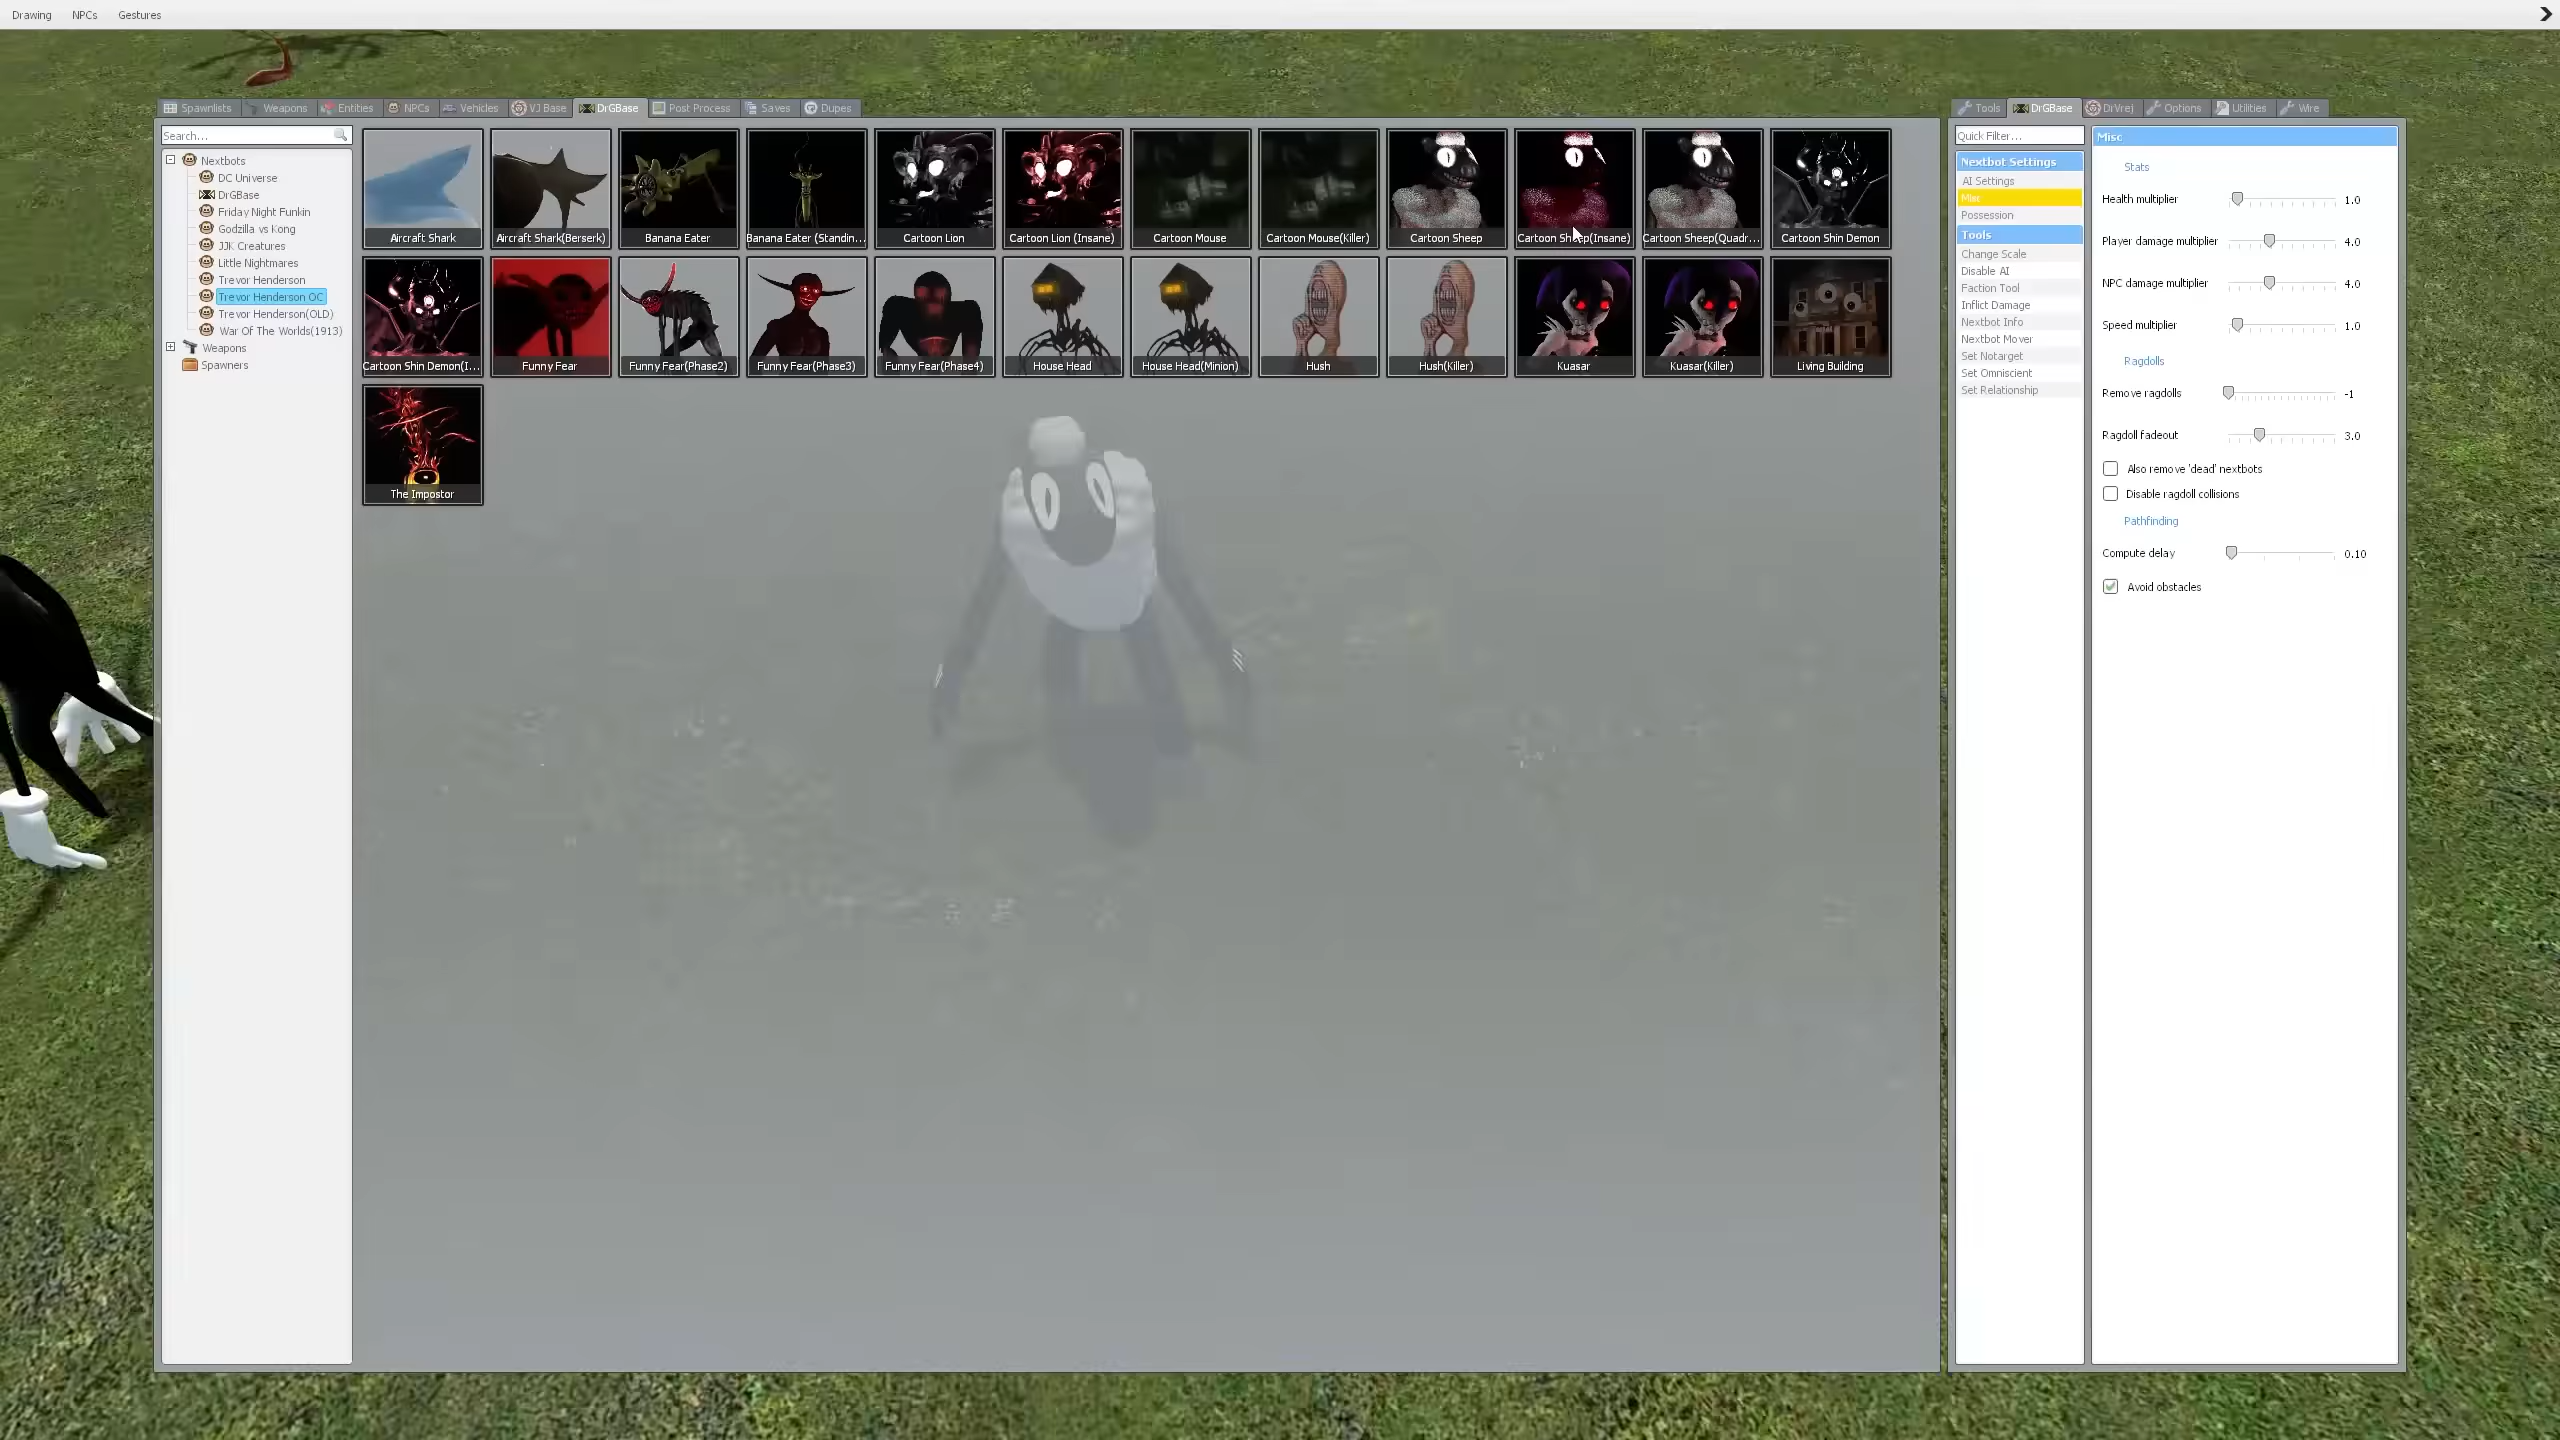 Drawing NPCs Gestures
Spawnlists Weapons Entities NPCs Vehicles VJ Base DrGBase Post Process Saves Dupes
Search...
Nextbots
DC Universe
DrGBase
Friday Night Funkin
Godzilla vs Kong
JJK Creatures
Little Nightmares
Trevor Henderson
Trevor Henderson OC
Trevor Henderson(OLD)
War Of The Worlds(1913)
Weapons
Spawners
Aircraft Shark
Aircraft Shark(Berserk)
Banana Eater
Banana Eater (Standin...
Cartoon Lion
Cartoon Lion (Insane)
Cartoon Mouse
Cartoon Mouse(Killer)
Cartoon Sheep
Cartoon Sheep(Insane)
Cartoon Sheep(Quadr...
Cartoon Shin Demon
Cartoon Shin Demon(I...
Funny Fear
Funny Fear(Phase2)
Funny Fear(Phase3)
Funny Fear(Phase4)
House Head
House Head(Minion)
Hush
Hush(Killer)
Kuasar
Kuasar(Killer)
Living Building
The Impostor
Tools DrGBase DrVrej Options Utilities Wire
Quick Filter...
Nextbot Settings
AI Settings
Misc
Possession
Tools
Change Scale
Disable AI
Faction Tool
Inflict Damage
Nextbot Info
Nextbot Mover
Set Notarget
Set Omniscient
Set Relationship
Misc
Stats
Health multiplier 1.0
Player damage multiplier 4.0
NPC damage multiplier 4.0
Speed multiplier 1.0
Ragdolls
Remove ragdolls -1
Ragdoll fadeout 3.0
Also remove 'dead' nextbots
Disable ragdoll collisions
Pathfinding
Compute delay 0.10
Avoid obstacles